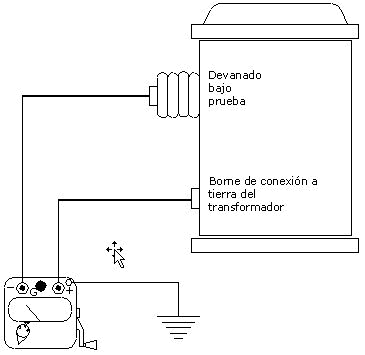 Devanado
bajo
prueba
Borne de conexión a
tierra del
transformador
− G +